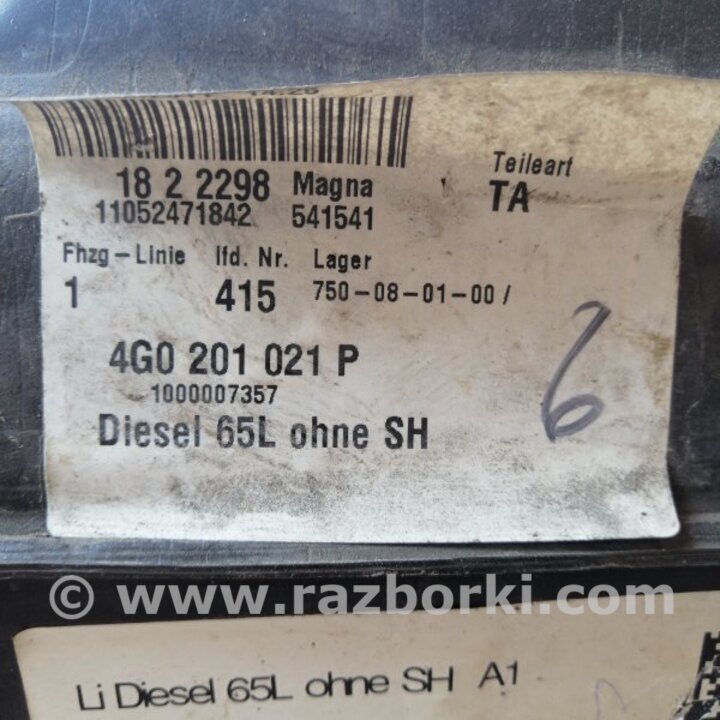 18 2 2298 Magna Teileart
11052471842 541541 TA
Fhzg-Linie lfd. Nr. Lager
1 415 750-08-01-00 /
6
4G0 201 021 P
1000007357
Diesel 65L ohne SH
© www.razborki.com
Li Diesel 65L ohne SH A1